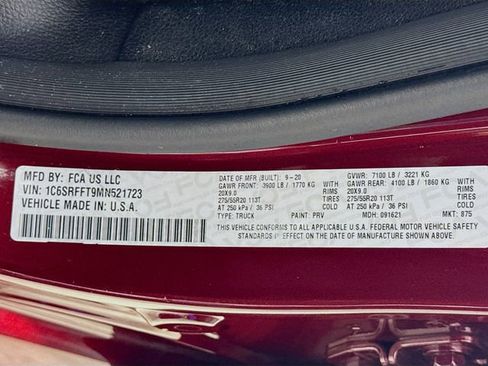 MFD BY: FCA US LLC
VIN: 1C6SRFFT9MN521723
VEHICLE MADE IN: U.S.A.
DATE OF MFR (BUILT): 9-20 GVWR: 7100 LB / 3221 KG
GAWR FRONT: 3900 LB / 1770 KG GAWR REAR: 4100 LB / 1860 KG
20X9.0 RIMS 20X9.0 RIMS
275/55R20 113T TIRES 275/55R20 113T TIRES
AT 250 kPa / 36 PSI COLD AT 250 kPa / 36 PSI COLD
TYPE: TRUCK PAINT: PRV MDH: 091621 MKT: 875
THIS VEHICLE CONFORMS TO ALL APPLICABLE U.S.A. FEDERAL MOTOR VEHICLE SAFETY
STANDARDS IN EFFECT ON THE DATE OF MANUFACTURE SHOWN ABOVE.